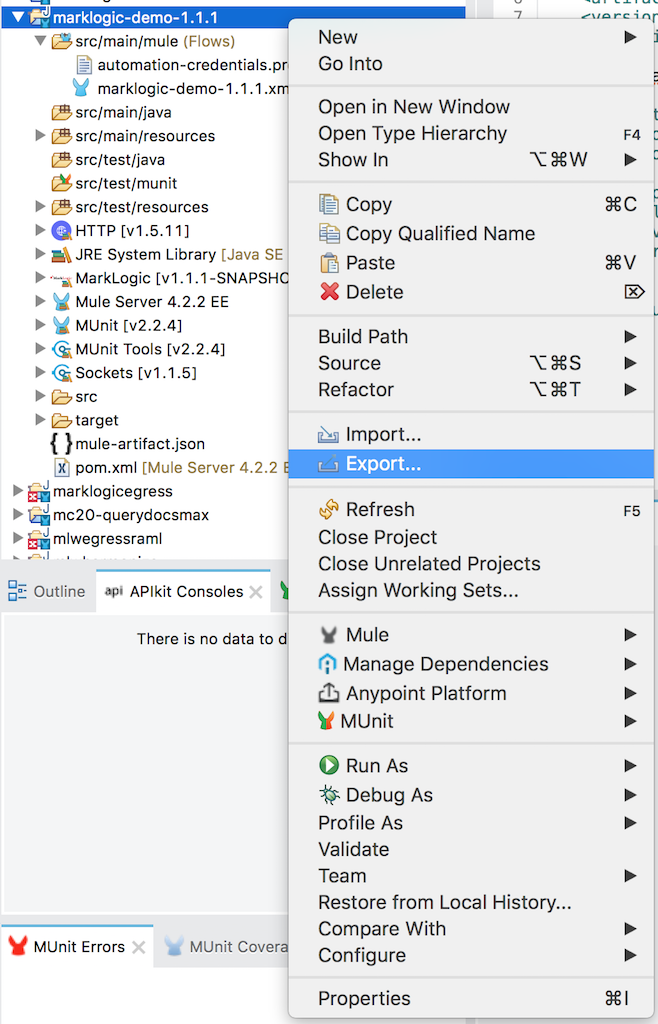 marklogic-demo-1.1.1
src/main/mule (Flows)
automation-credentials.pr
marklogic-demo-1.1.1.xm
src/main/java
src/main/resources
src/test/java
src/test/munit
src/test/resources
HTTP [v1.5.11]
JRE System Library [Java SE
MarkLogic [v1.1.1-SNAPSHO
Mule Server 4.2.2 EE
MUnit [v2.2.4]
MUnit Tools [v2.2.4]
Sockets [v1.1.5]
src
target
mule-artifact.json
pom.xml [Mule Server 4.2.2 E
marklogicegress
mc20-querydocsmax
mlwegressraml
Outline
api APIkit Consoles
There is no data to d
MUnit Errors
MUnit Covera
7 <version
New
Go Into
Open in New Window
Open Type Hierarchy F4
Show In ⌥⌘W
Copy ⌘C
Copy Qualified Name
Paste ⌘V
Delete ⌦
Build Path
Source ⌥⌘S
Refactor ⌥⌘T
Import...
Export...
Refresh F5
Close Project
Close Unrelated Projects
Assign Working Sets...
Mule
Manage Dependencies
Anypoint Platform
MUnit
Run As
Debug As
Profile As
Validate
Team
Restore from Local History...
Compare With
Configure
Properties ⌘I